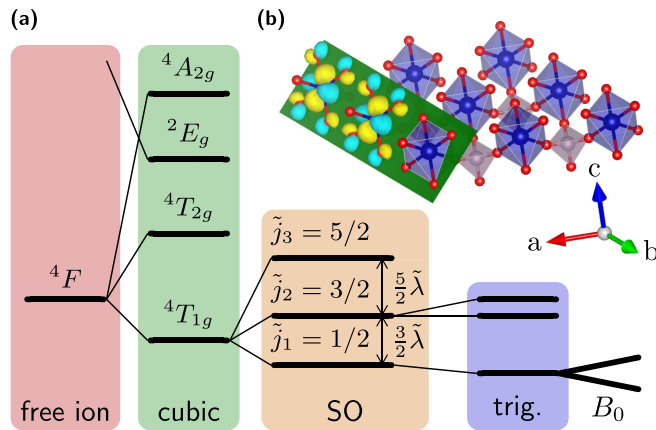 (a)
(b)
⁴A₂g
²Eg
⁴T₂g
⁴F
⁴T₁g
j̃₃ = 5/2
j̃₂ = 3/2
5/2 λ̃
j̃₁ = 1/2
3/2 λ̃
c
a
b
free ion
cubic
SO
trig.
B₀